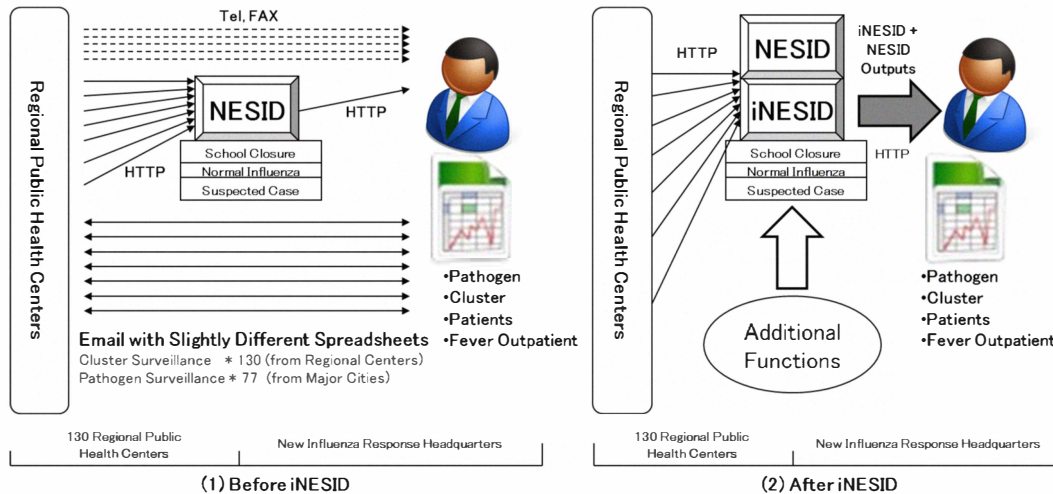 Tel, FAX
Regional Public Health Centers
NESID
HTTP
HTTP
School Closure
Normal Influenza
Suspected Case
•Pathogen
•Cluster
•Patients
•Fever Outpatient
Email with Slightly Different Spreadsheets
Cluster Surveillance * 130 (from Regional Centers)
Pathogen Surveillance * 77 (from Major Cities)
130 Regional Public
Health Centers
New Influenza Response Headquarters
(1) Before iNESID
Regional Public Health Centers
HTTP
NESID
iNESID
iNESID +
NESID
Outputs
HTTP
School Closure
Normal Influenza
Suspected Case
Additional
Functions
•Pathogen
•Cluster
•Patients
•Fever Outpatient
130 Regional Public
Health Centers
New Influenza Response Headquarters
(2) After iNESID